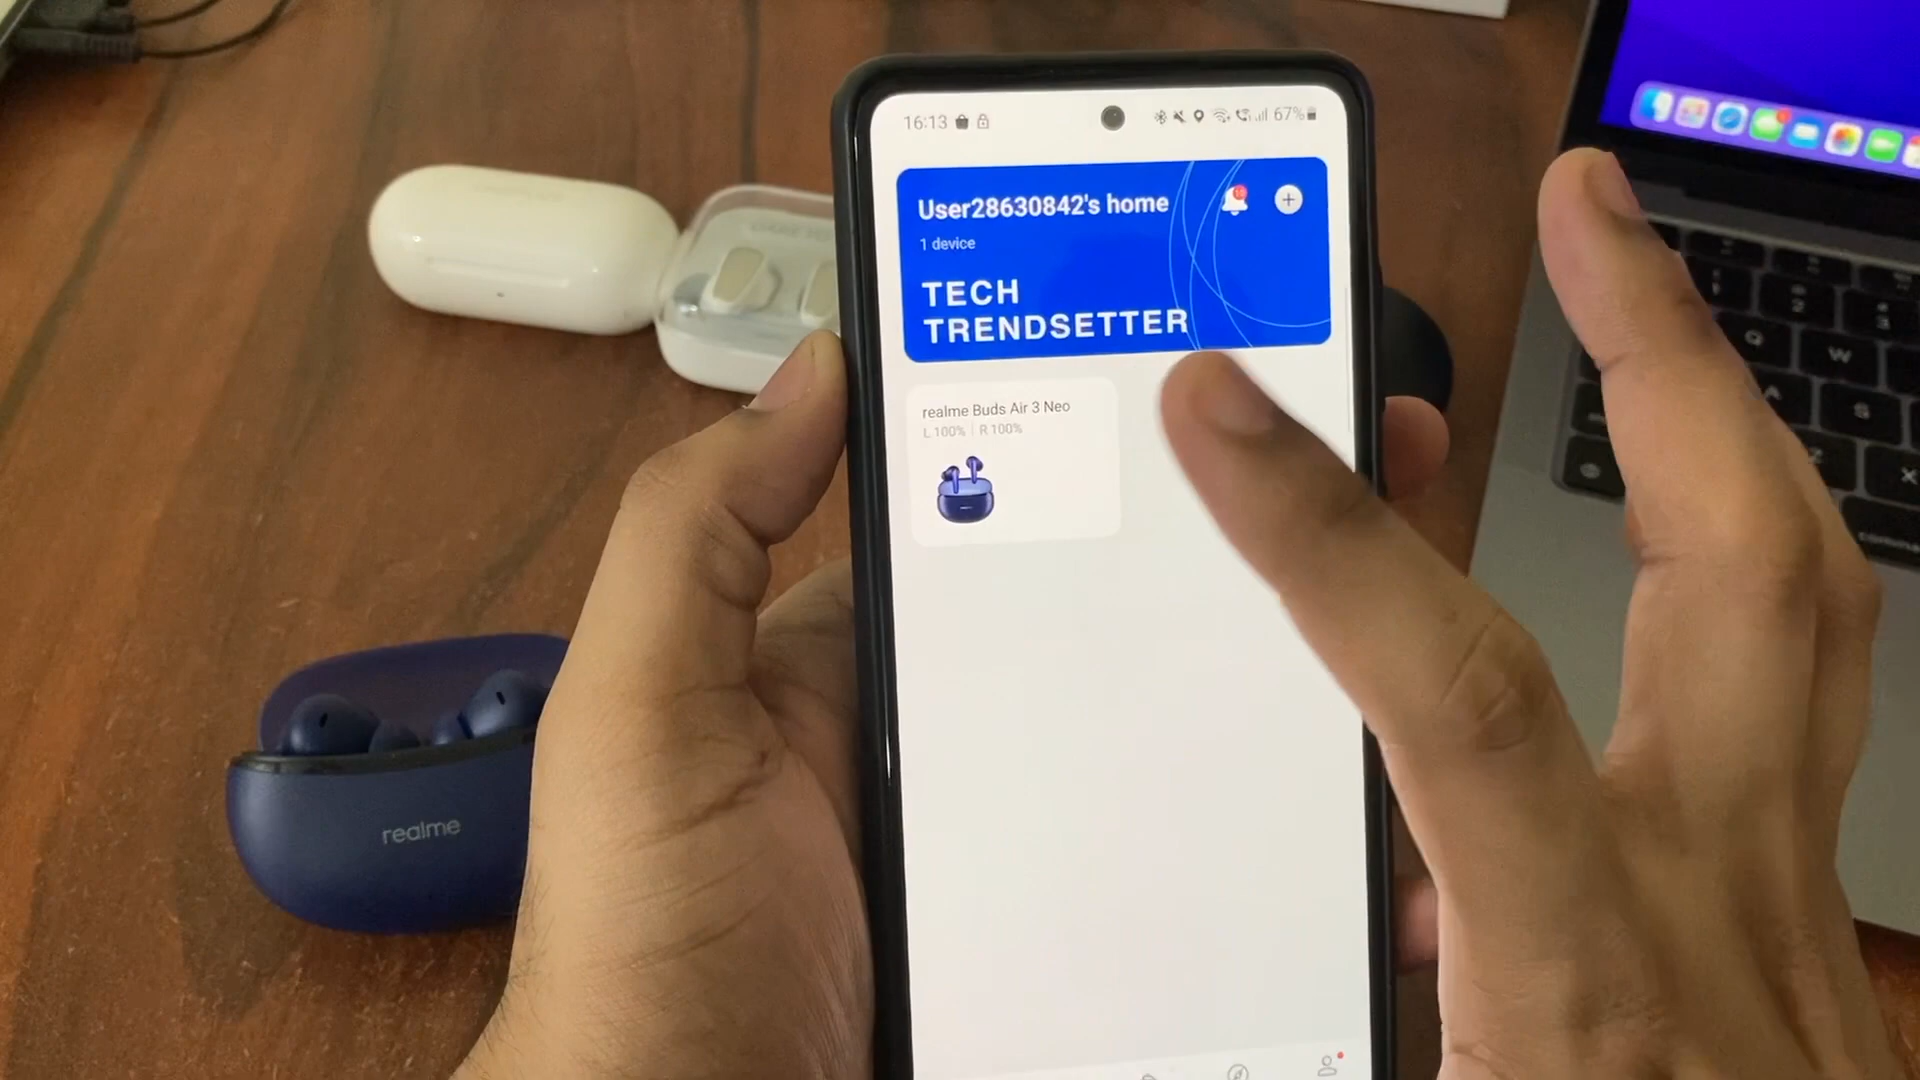 16:13
67%
User28630842's home
1 device
TECH
TRENDSETTER
realme Buds Air 3 Neo
L 100% | R 100%
realme
Q
W
A
S
Z
X